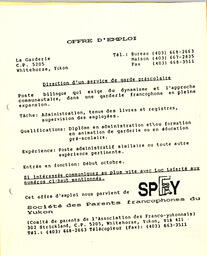 OFFRE D'EMPLOI
La Garderie
C.P. 5205
Whitehorse, Yukon
Tél.: Bureau (403) 668-2663
Maison (403) 667-2835
Fax (403) 668-3511
Direction d'un service de garde préscolaire
Poste bilingue qui exige du dynamisme et l'approche
communautaire, dans une garderie francophone en pleine
expansion.
Tâche: Administration, tenue des livres et registres,
supervision des employées.
Qualifications: Diplôme en administration et/ou formation
en animation de garderie ou en éducation
pré-scolaire.
Expérience: Poste administratif similaire ou toute autre
expérience pertinente.
Entrée en fonction: début octobre.
Si intéressés communiquez au plus vite avec Luc Laferté aux
numéros ci-haut mentionnés.
Cet offre d'emploi nous parvient de
Société des Parents francophones du
Yukon
(Comité de parents de l'Association des Franco-yukonnais)
302 Strickland, C.P. 5205, Whitehorse, Yukon,
Tél. (403) 668-2663 Télécopieur (Fax): (403) 668-3511